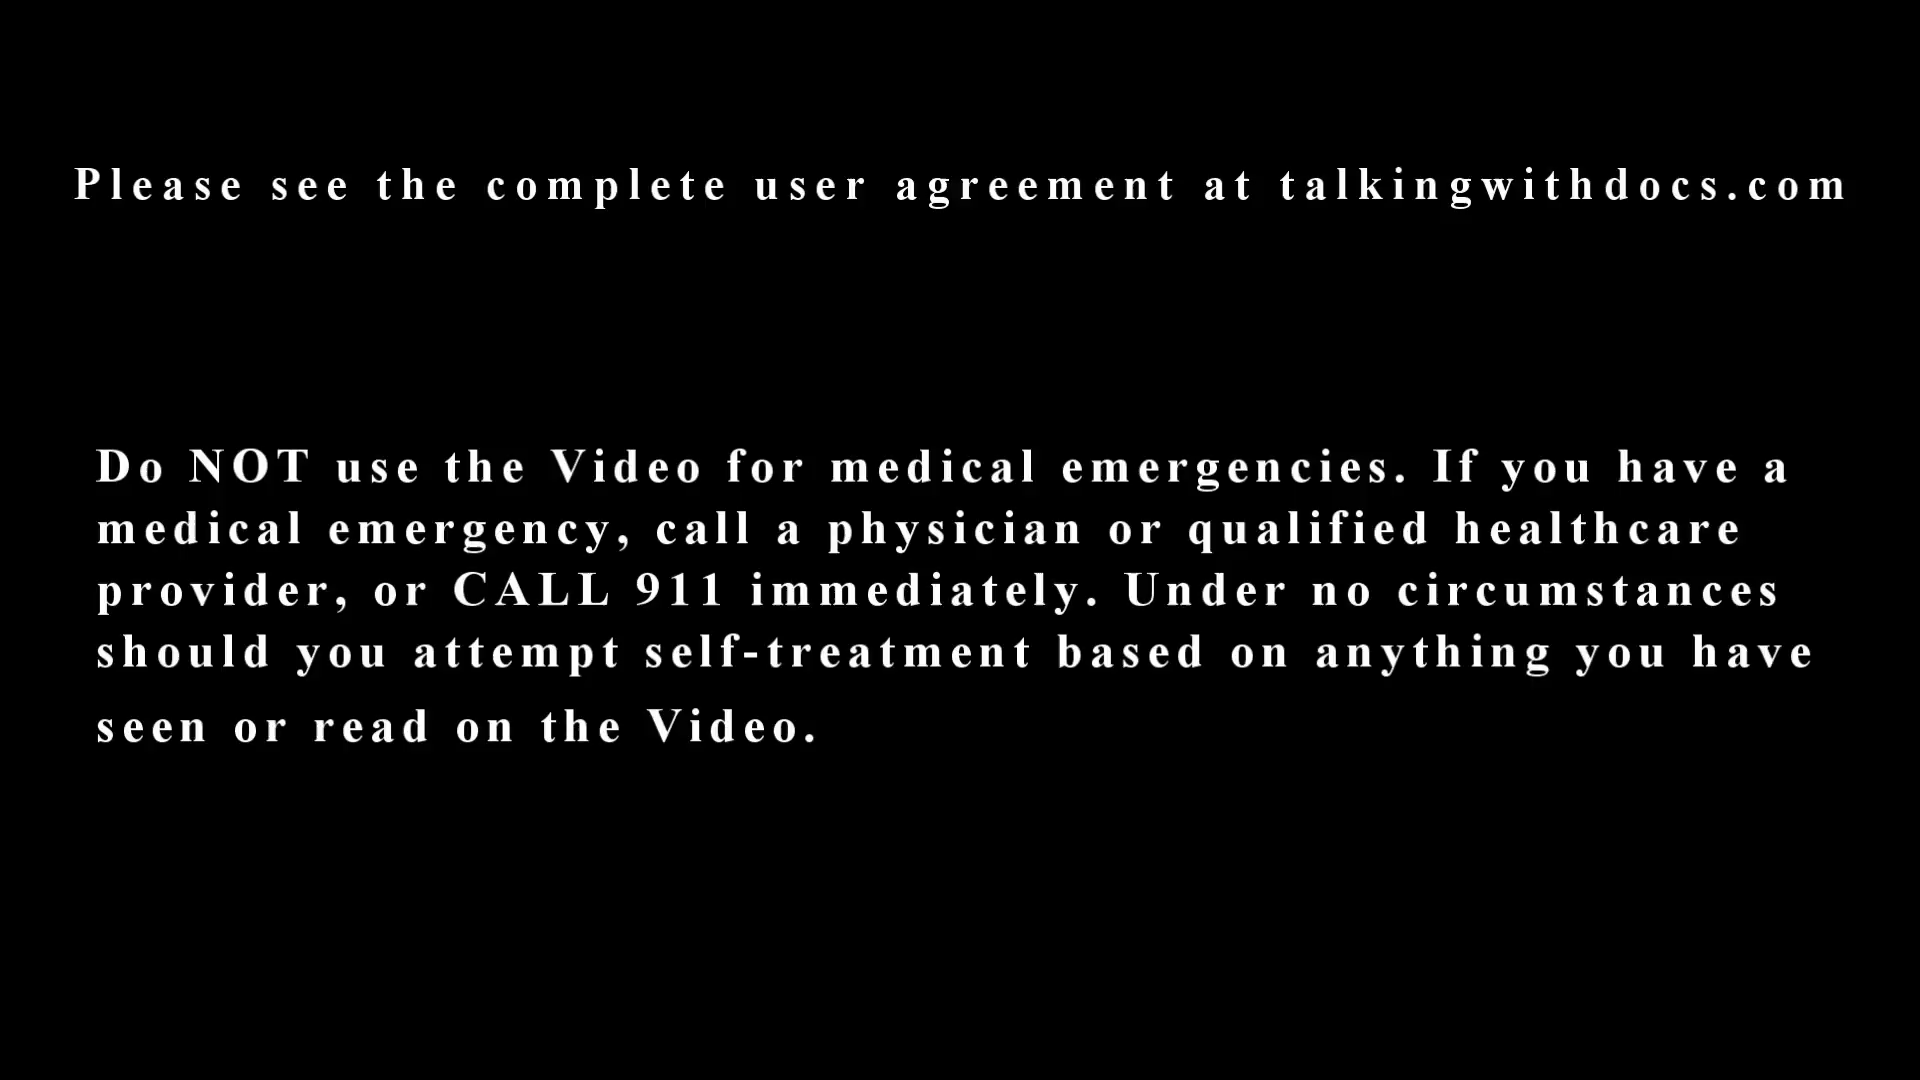 Please see the complete user agreement at talkingwithdocs.com
Do NOT use the Video for medical emergencies. If you have a
medical emergency, call a physician or qualified healthcare
provider, or CALL 911 immediately. Under no circumstances
should you attempt self-treatment based on anything you have
seen or read on the Video.